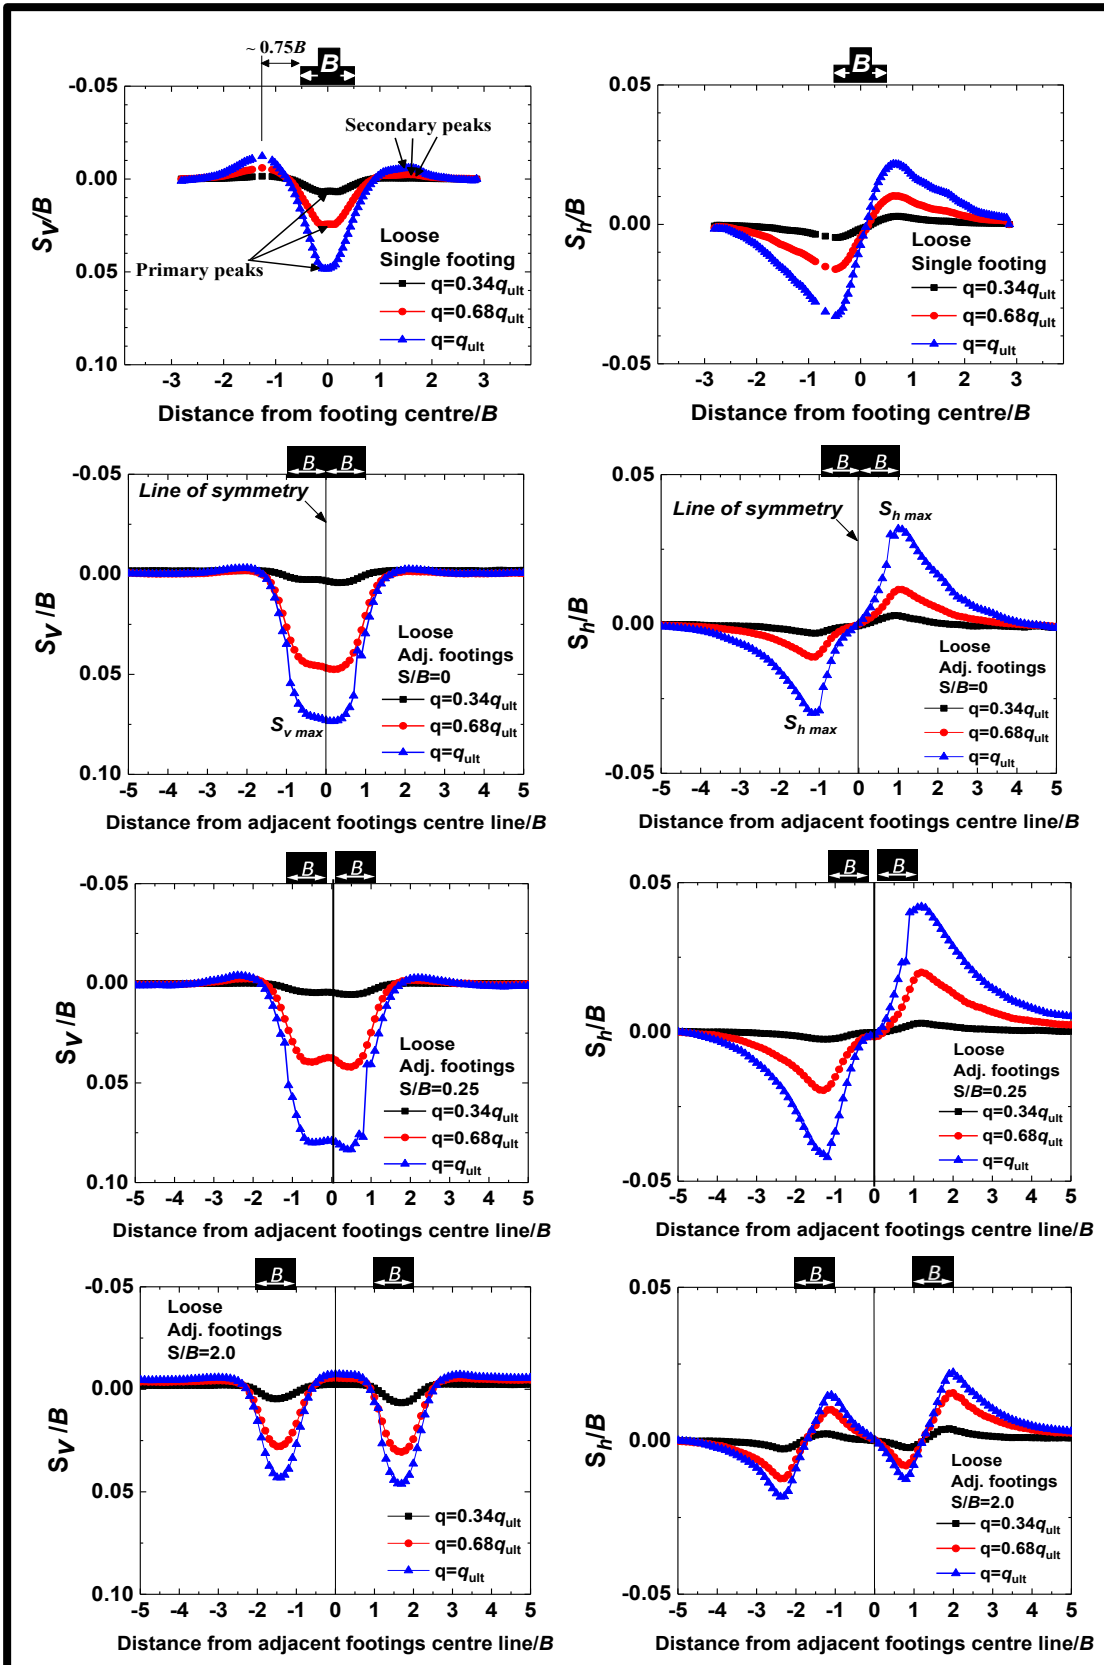 ~ 0.75B
B
-0.05
0.00
0.05
0.10
Sv/B
Secondary peaks
Primary peaks
Loose
Single footing
q=0.34qult
q=0.68qult
q=qult
-3 -2 -1 0 1 2 3
Distance from footing centre/B
B
0.05
0.00
-0.05
Sh/B
Loose
Single footing
q=0.34qult
q=0.68qult
q=qult
-3 -2 -1 0 1 2 3
Distance from footing centre/B
B B
-0.05
0.00
0.05
0.10
Sv/B
Line of symmetry
Loose
Adj. footings
S/B=0
Sv max
q=0.34qult
q=0.68qult
q=qult
-5 -4 -3 -2 -1 0 1 2 3 4 5
Distance from adjacent footings centre line/B
B B
0.05
0.00
-0.05
Sh/B
Line of symmetry
Sh max
Sh max
Loose
Adj. footings
S/B=0
q=0.34qult
q=0.68qult
q=qult
-5 -4 -3 -2 -1 0 1 2 3 4 5
Distance from adjacent footings centre line/B
B B
-0.05
0.00
0.05
0.10
Sv/B
Loose
Adj. footings
S/B=0.25
q=0.34qult
q=0.68qult
q=qult
-5 -4 -3 -2 -1 0 1 2 3 4 5
Distance from adjacent footings centre line/B
B B
0.05
0.00
-0.05
Sh/B
Loose
Adj. footings
S/B=0.25
q=0.34qult
q=0.68qult
q=qult
-5 -4 -3 -2 -1 0 1 2 3 4 5
Distance from adjacent footings centre line/B
B B
-0.05
0.00
0.05
0.10
Sv/B
Loose
Adj. footings
S/B=2.0
q=0.34qult
q=0.68qult
q=qult
-5 -4 -3 -2 -1 0 1 2 3 4 5
Distance from adjacent footings centre line/B
B B
0.05
0.00
-0.05
Sh/B
Loose
Adj. footings
S/B=2.0
q=0.34qult
q=0.68qult
q=qult
-5 -4 -3 -2 -1 0 1 2 3 4 5
Distance from adjacent footings centre line/B